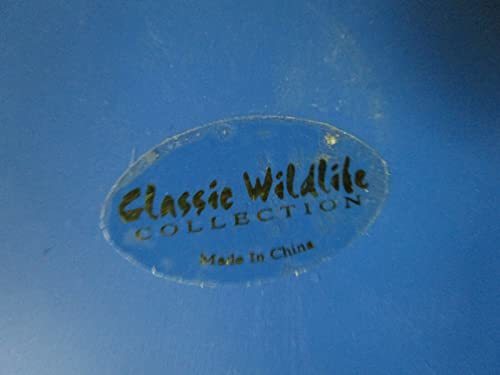 Classic Wildlife
COLLECTION
Made In China